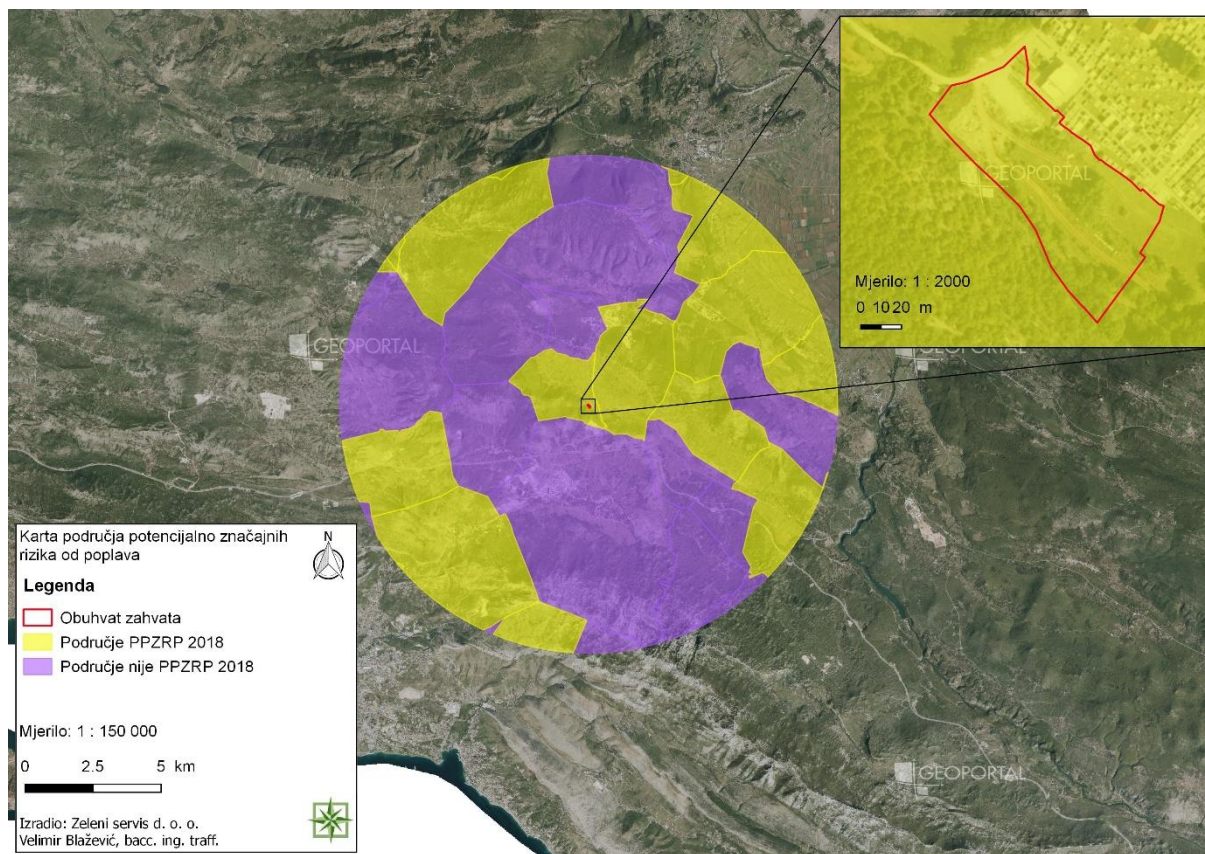 GEOPORTAL
Mjerilo: 1 : 2000
0 10 20 m
GEOPORTAL
GEOPORTAL
Karta područja potencijalno značajnih
rizika od poplava
N
Legenda
Obuhvat zahvata
Područje PPZRP 2018
Područje nije PPZRP 2018
Mjerilo: 1 : 150 000
0 2.5 5 km
Izradio: Zeleni servis d. o. o.
Velimir Blažević, bacc. ing. traff.
GEOPORTAL